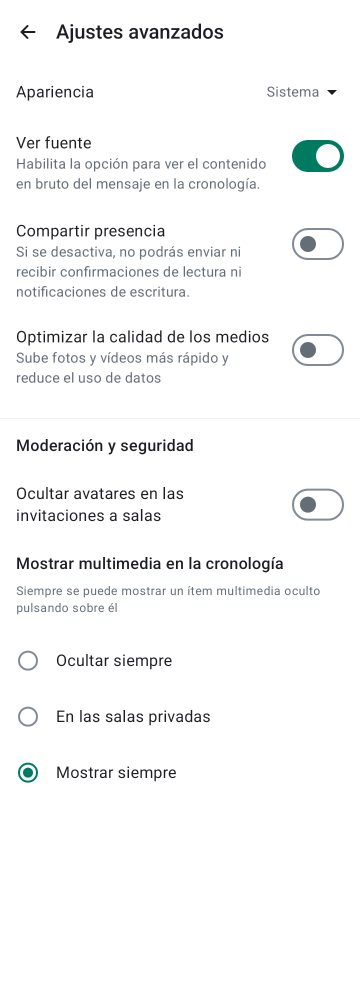 Ajustes avanzados
Apariencia
Sistema
Ver fuente
Habilita la opción para ver el contenido
en bruto del mensaje en la cronología.
Compartir presencia
Si se desactiva, no podrás enviar ni
recibir confirmaciones de lectura ni
notificaciones de escritura.
Optimizar la calidad de los medios
Sube fotos y vídeos más rápido y
reduce el uso de datos
Moderación y seguridad
Ocultar avatares en las
invitaciones a salas
Mostrar multimedia en la cronología
Siempre se puede mostrar un ítem multimedia oculto
pulsando sobre él
Ocultar siempre
En las salas privadas
Mostrar siempre